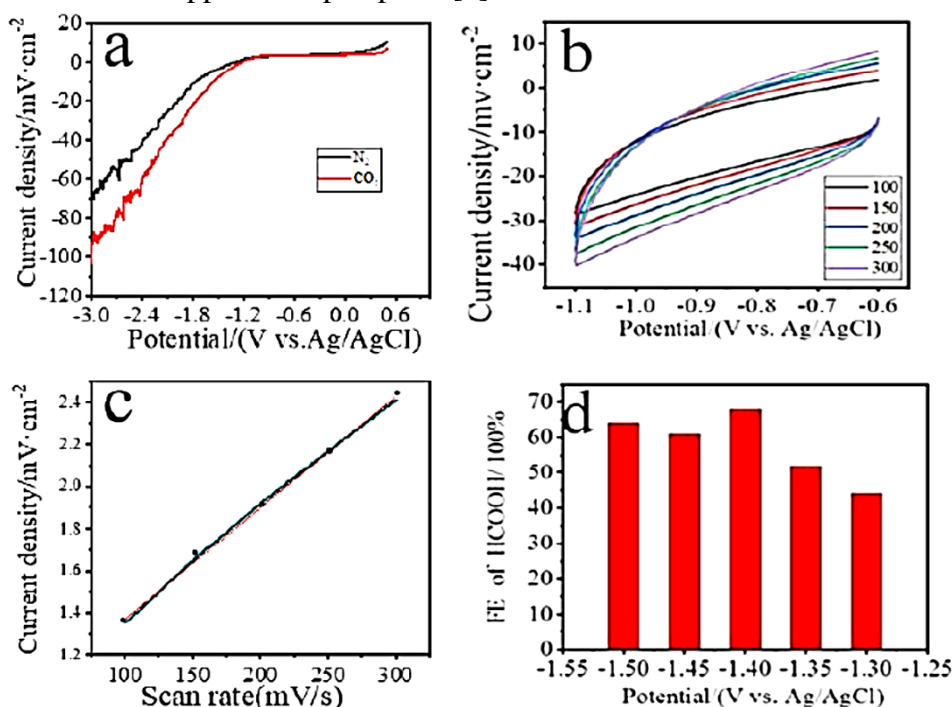 a
Current density/mV·cm-2
20
0
-20
-40
-60
-80
-100
-120
N2
CO2
-3.0 -2.4 -1.8 -1.2 -0.6 0.0 0.6
Potential/(V vs.Ag/AgCl)
b
Current density/mv·cm-2
10
0
-10
-20
-30
-40
100
150
200
250
300
-1.1 -1.0 -0.9 -0.8 -0.7 -0.6
Potential/(V vs. Ag/AgCl)
c
Current density/mV·cm-2
2.4
2.2
2.0
1.8
1.6
1.4
1.2
100 150 200 250 300
Scan rate(mV/s)
d
FE of HCOOH/100%
70
60
50
40
30
20
10
0
-1.55 -1.50 -1.45 -1.40 -1.35 -1.30 -1.25
Potential/(V vs. Ag/AgCl)